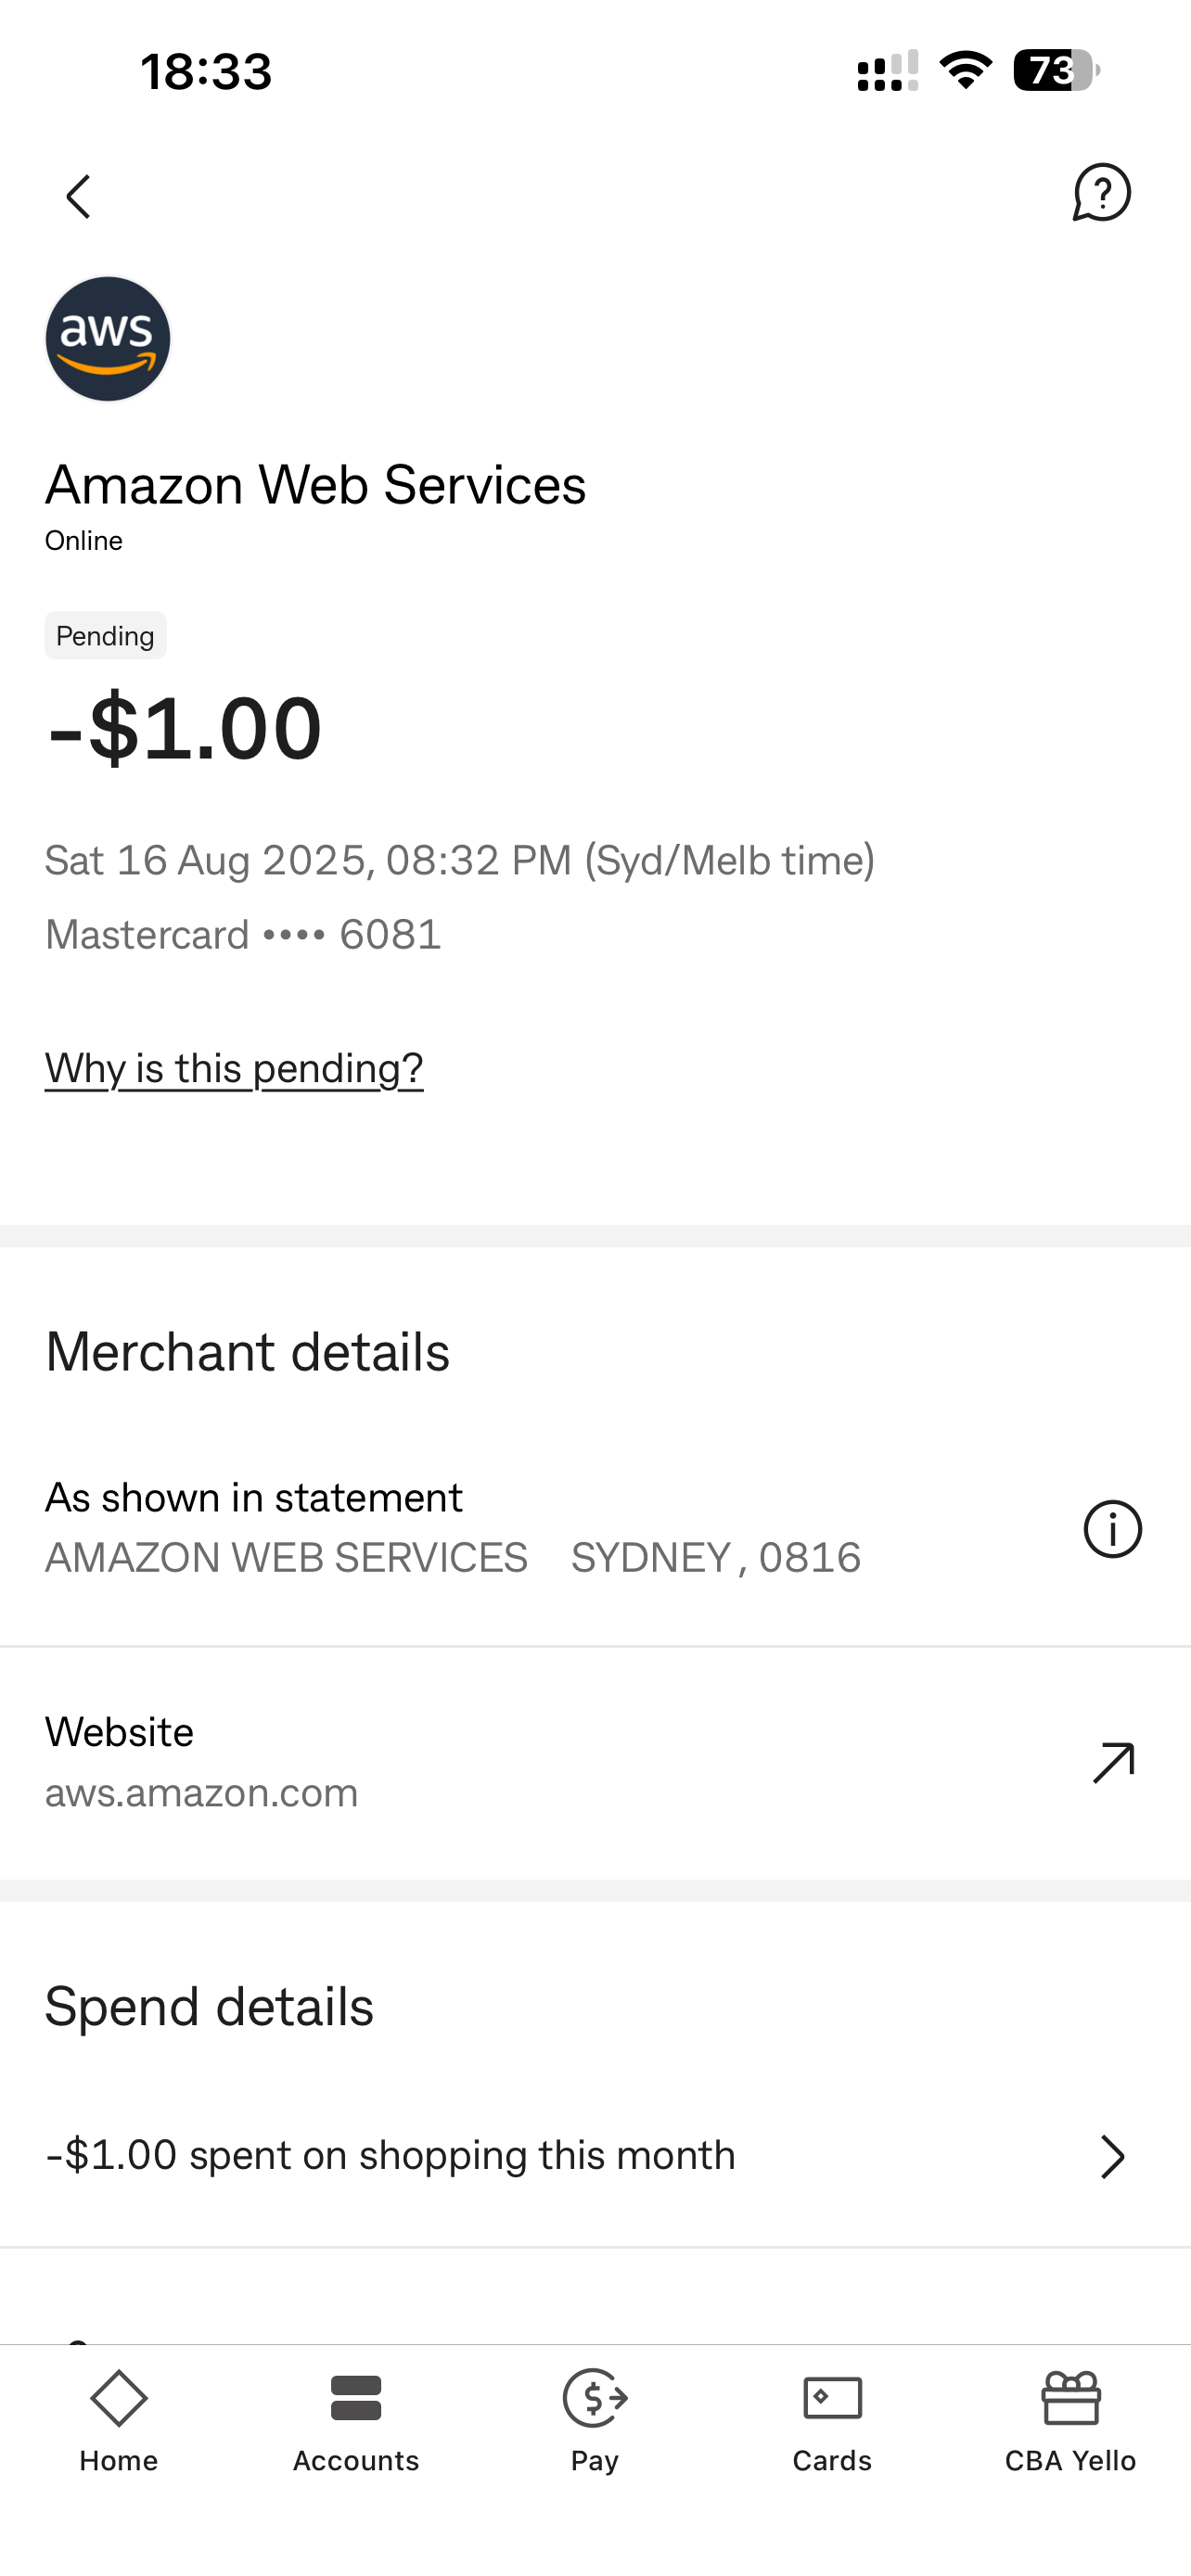 18:33
73
aws
Amazon Web Services
Online
Pending
-$1.00
Sat 16 Aug 2025, 08:32 PM (Syd/Melb time)
Mastercard •••• 6081
Why is this pending?
Merchant details
As shown in statement
AMAZON WEB SERVICES    SYDNEY , 0816
Website
aws.amazon.com
Spend details
-$1.00 spent on shopping this month
Home
Accounts
Pay
Cards
CBA Yello